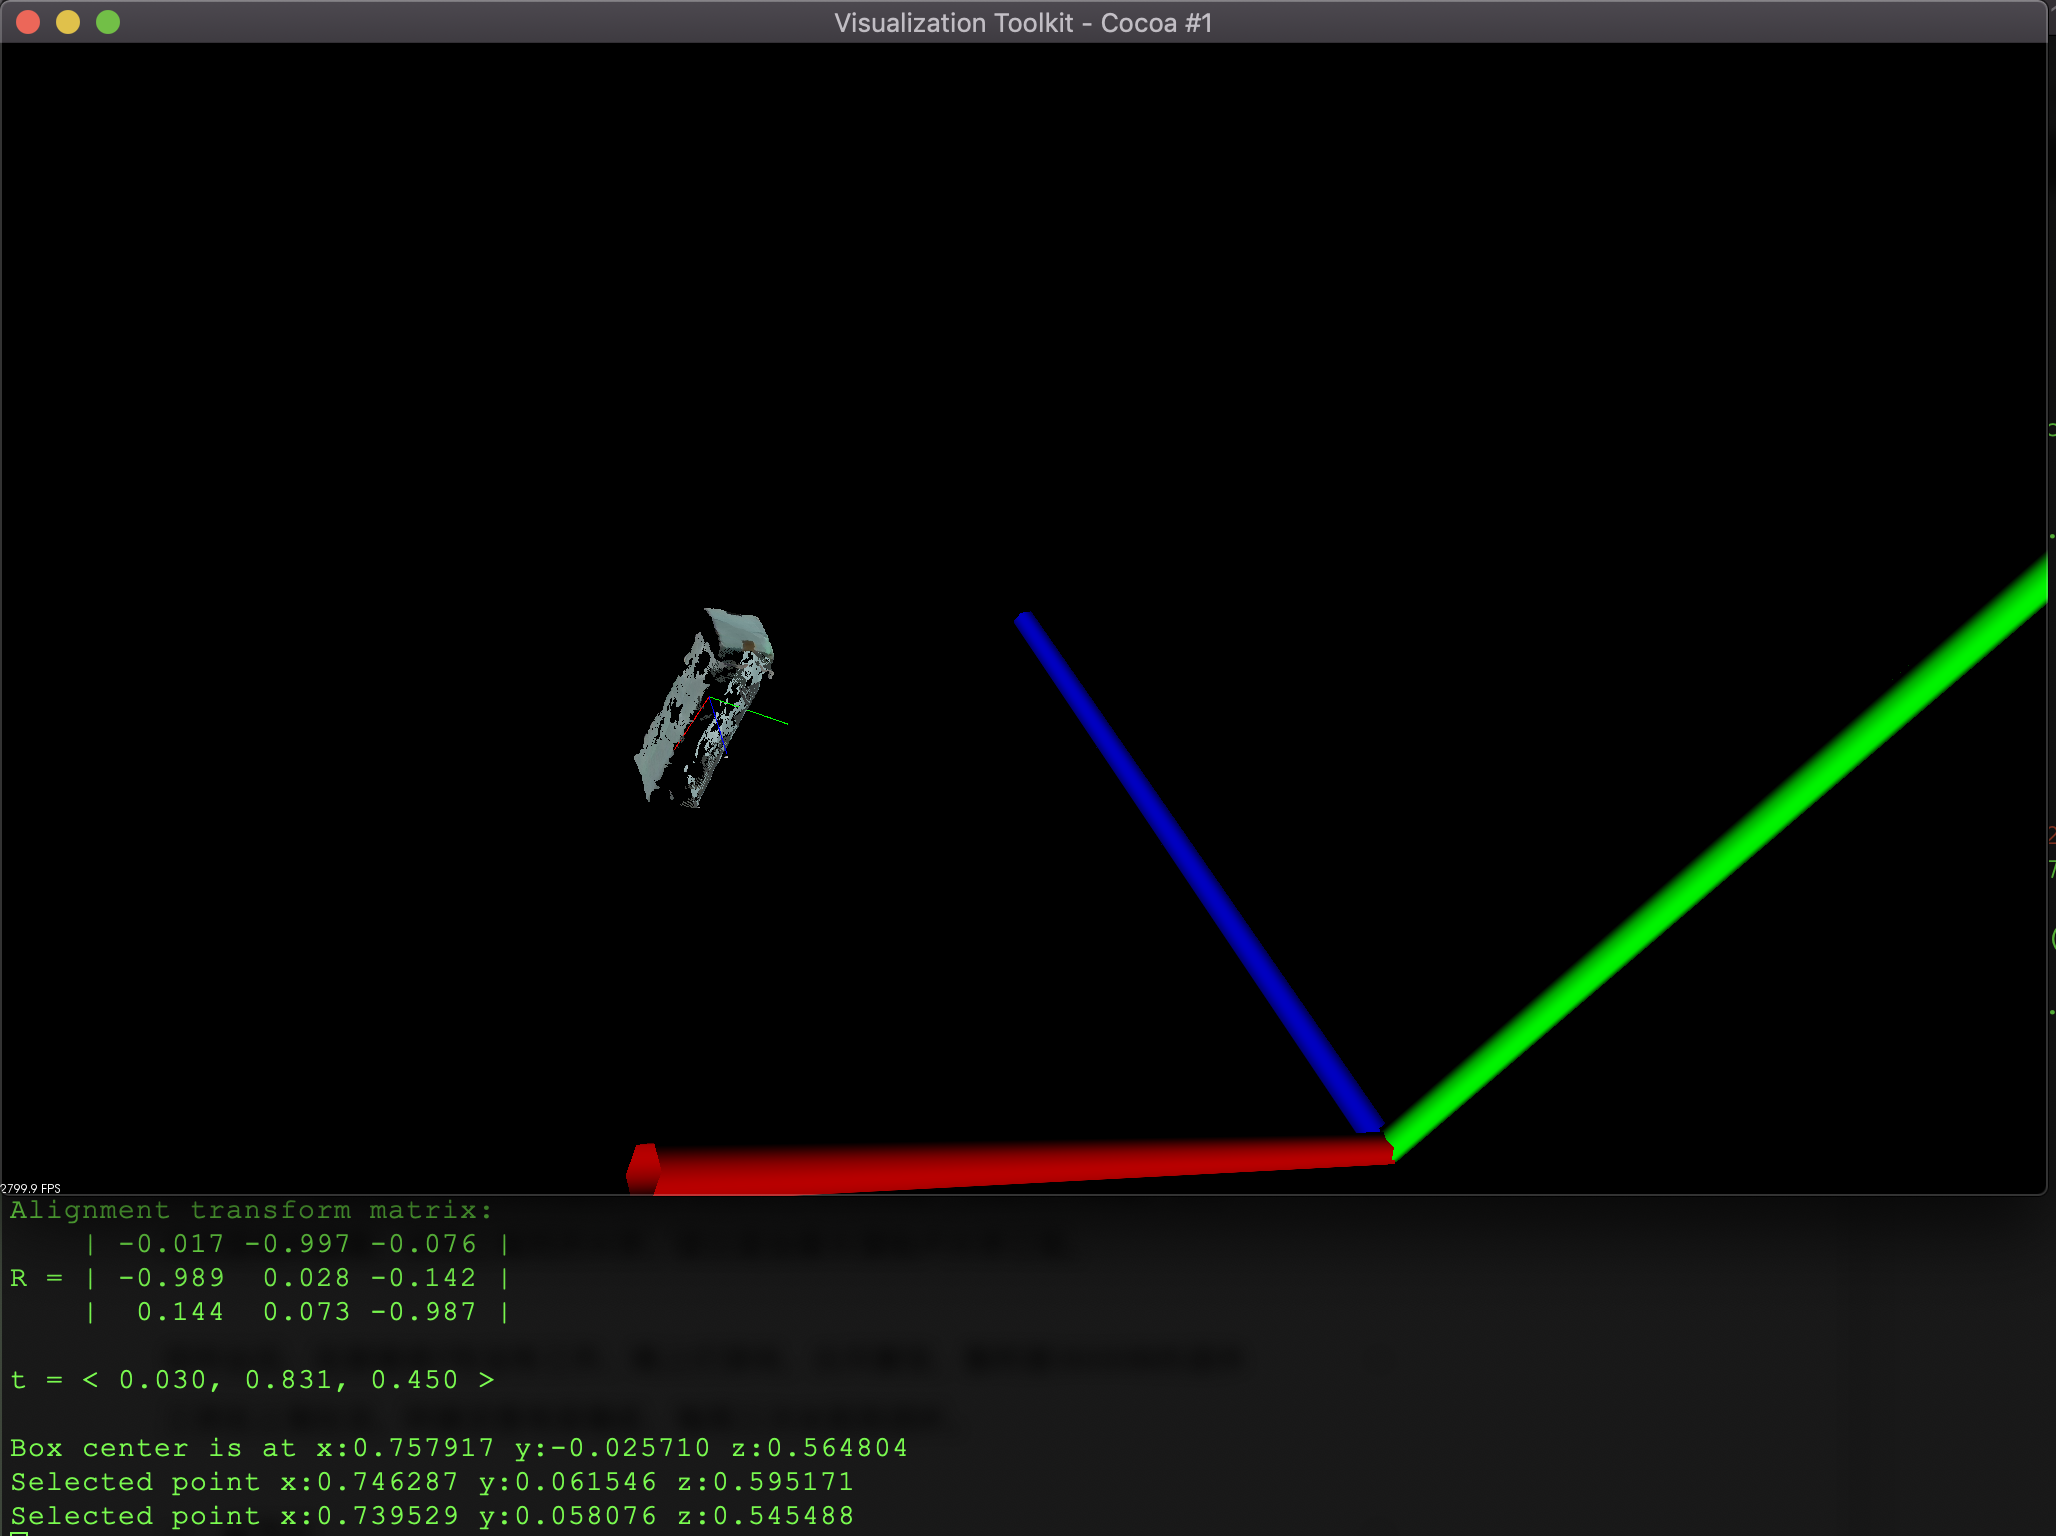 Visualization Toolkit - Cocoa #1
2799.9 FPS
Alignment transform matrix:
| -0.017 -0.997 -0.076 |
R = | -0.989 0.028 -0.142 |
| 0.144 0.073 -0.987 |
t = < 0.030, 0.831, 0.450 >
Box center is at x:0.757917 y:-0.025710 z:0.564804
Selected point x:0.746287 y:0.061546 z:0.595171
Selected point x:0.739529 y:0.058076 z:0.545488